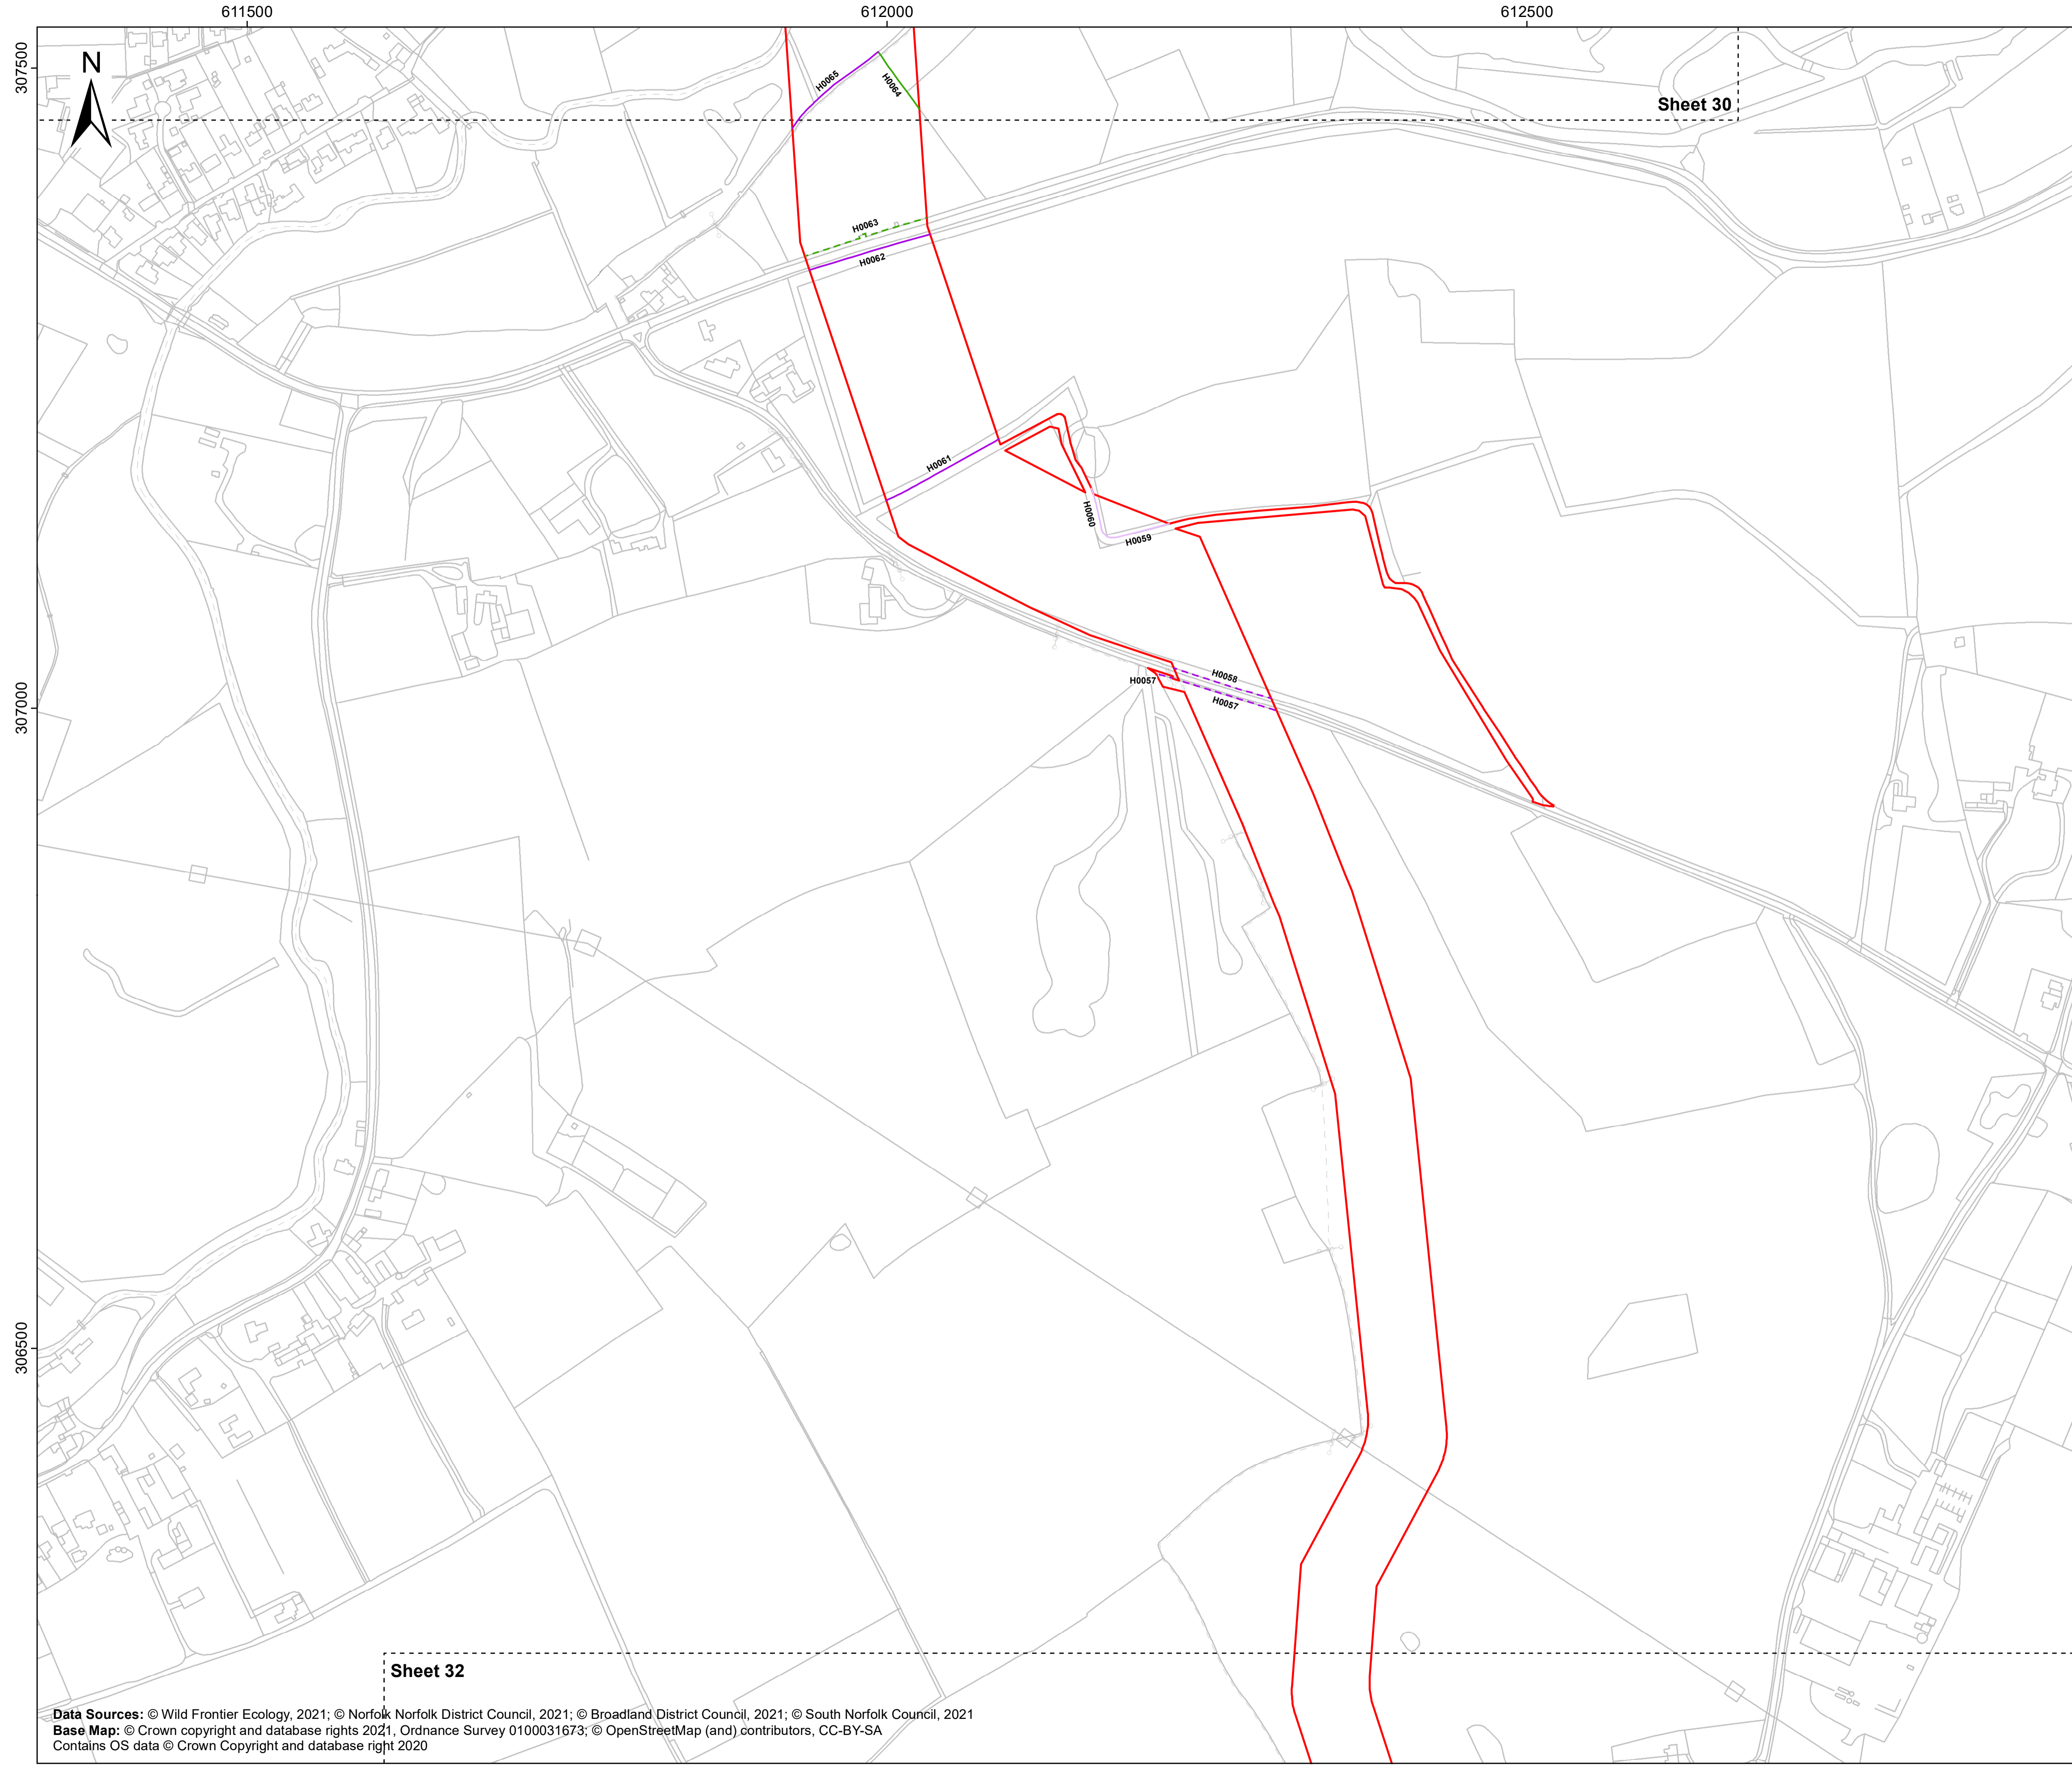 611500
612000
612500
307500
N
H0065
H0064
Sheet 30
H0063
H0062
H0061
H0060
H0059
307000
H0058
H0057
H0057
306500
Sheet 32
Data Sources: © Wild Frontier Ecology, 2021; © Norfolk Norfolk District Council, 2021; © Broadland District Council, 2021; © South Norfolk Council, 2021
Base Map: © Crown copyright and database rights 2021, Ordnance Survey 0100031673; © OpenStreetMap (and) contributors, CC-BY-SA
Contains OS data © Crown Copyright and database right 2020